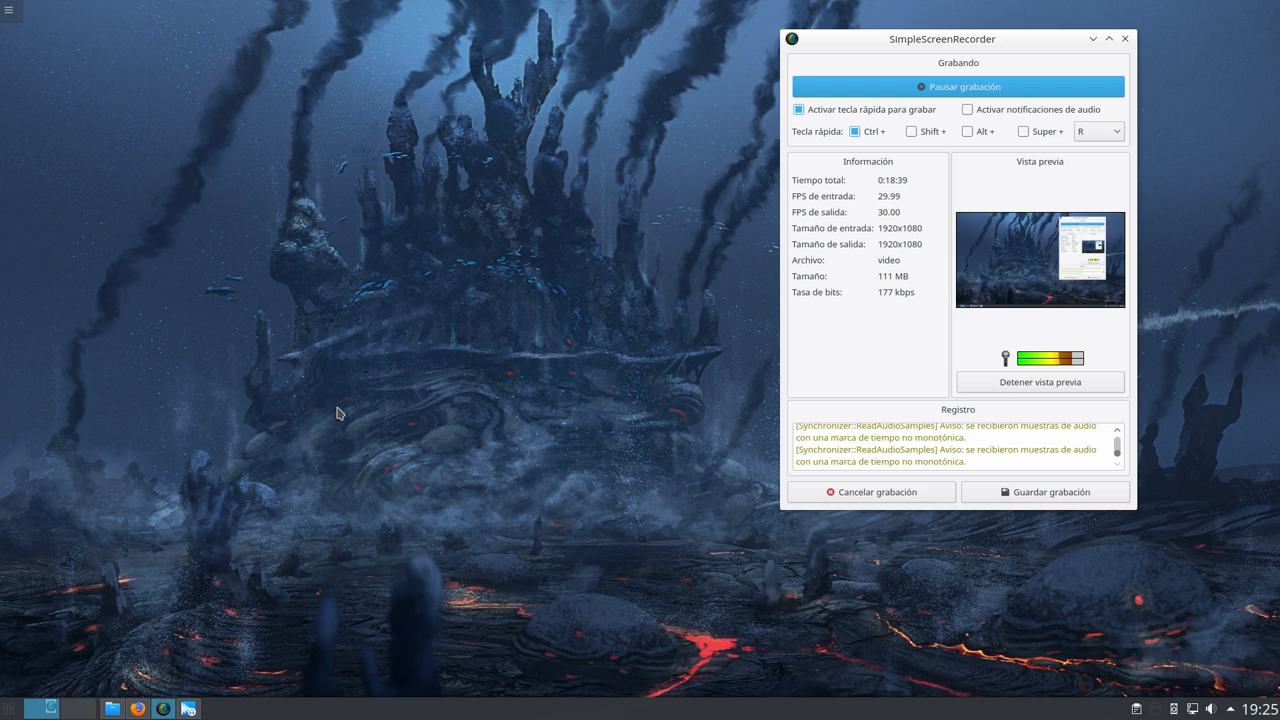 SimpleScreenRecorder
Grabando
Pausar grabación
Activar tecla rápida para grabar
Activar notificaciones de audio
Tecla rápida: Ctrl + Shift + Alt + Super + R
Información
Tiempo total: 0:18:39
FPS de entrada: 29.99
FPS de salida: 30.00
Tamaño de entrada: 1920x1080
Tamaño de salida: 1920x1080
Archivo: video
Tamaño: 111 MB
Tasa de bits: 177 kbps
Vista previa
Detener vista previa
Registro
[Synchronizer::ReadAudioSamples] Aviso: se recibieron muestras de audio
con una marca de tiempo no monotónica.
[Synchronizer::ReadAudioSamples] Aviso: se recibieron muestras de audio
con una marca de tiempo no monotónica.
Cancelar grabación
Guardar grabación
19:25